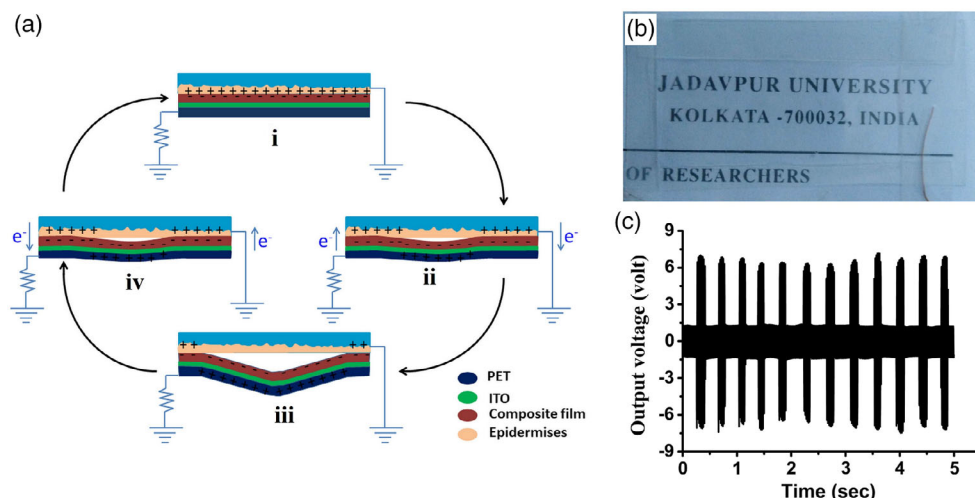 (a)
i
e⁻
e⁻
iv
e⁻
e⁻
ii
iii
PET
ITO
Composite film
Epidermises
(b)
JADAVPUR UNIVERSITY
KOLKATA -700032, INDIA
OF RESEARCHERS
(c)
Output voltage (volt)
9
6
3
0
-3
-6
-9
0
1
2
3
4
5
Time (sec)